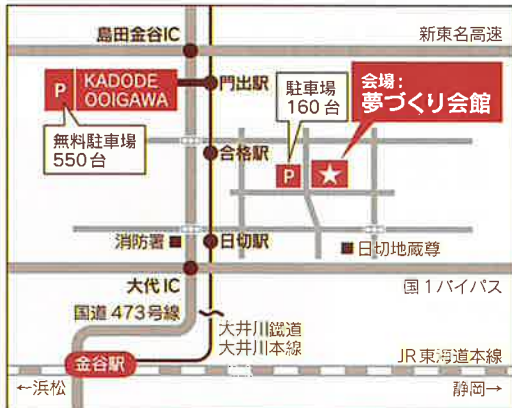 島田金谷IC
新東名高速
P
KADODE
OOIGAWA
門出駅
駐車場
160台
会場：
夢づくり会館
無料駐車場
550台
合格駅
P
消防署
日切駅
日切地蔵尊
大代IC
国1バイパス
国道473号線
大井川鐵道
大井川本線
金谷駅
JR東海道本線
←浜松
静岡→